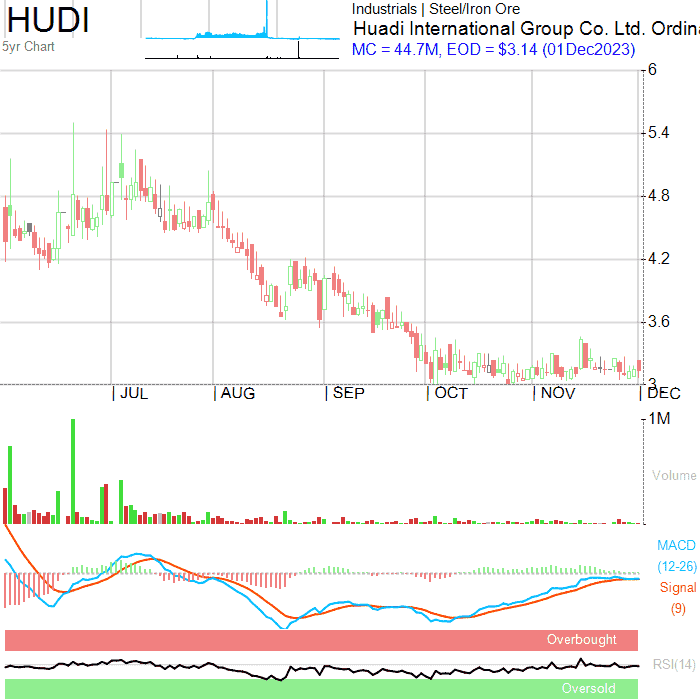 HUDI
5yr Chart
Industrials | Steel/Iron Ore
Huadi International Group Co. Ltd. Ordina
MC = 44.7M, EOD = $3.14 (01Dec2023)
6
5.4
4.8
4.2
3.6
3
JUL AUG SEP OCT NOV DEC
1M
Volume
MACD
(12-26)
Signal
(9)
Overbought
RSI(14)
Oversold